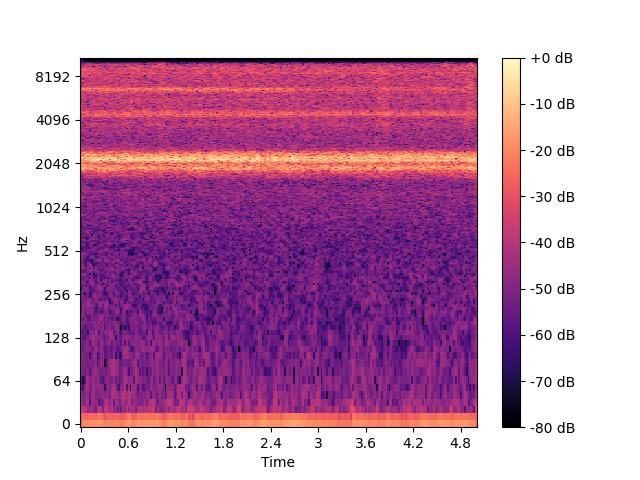 8192
4096
2048
1024
512
256
128
64
0
Hz
0 0.6 1.2 1.8 2.4 3 3.6 4.2 4.8
Time
+0 dB
-10 dB
-20 dB
-30 dB
-40 dB
-50 dB
-60 dB
-70 dB
-80 dB